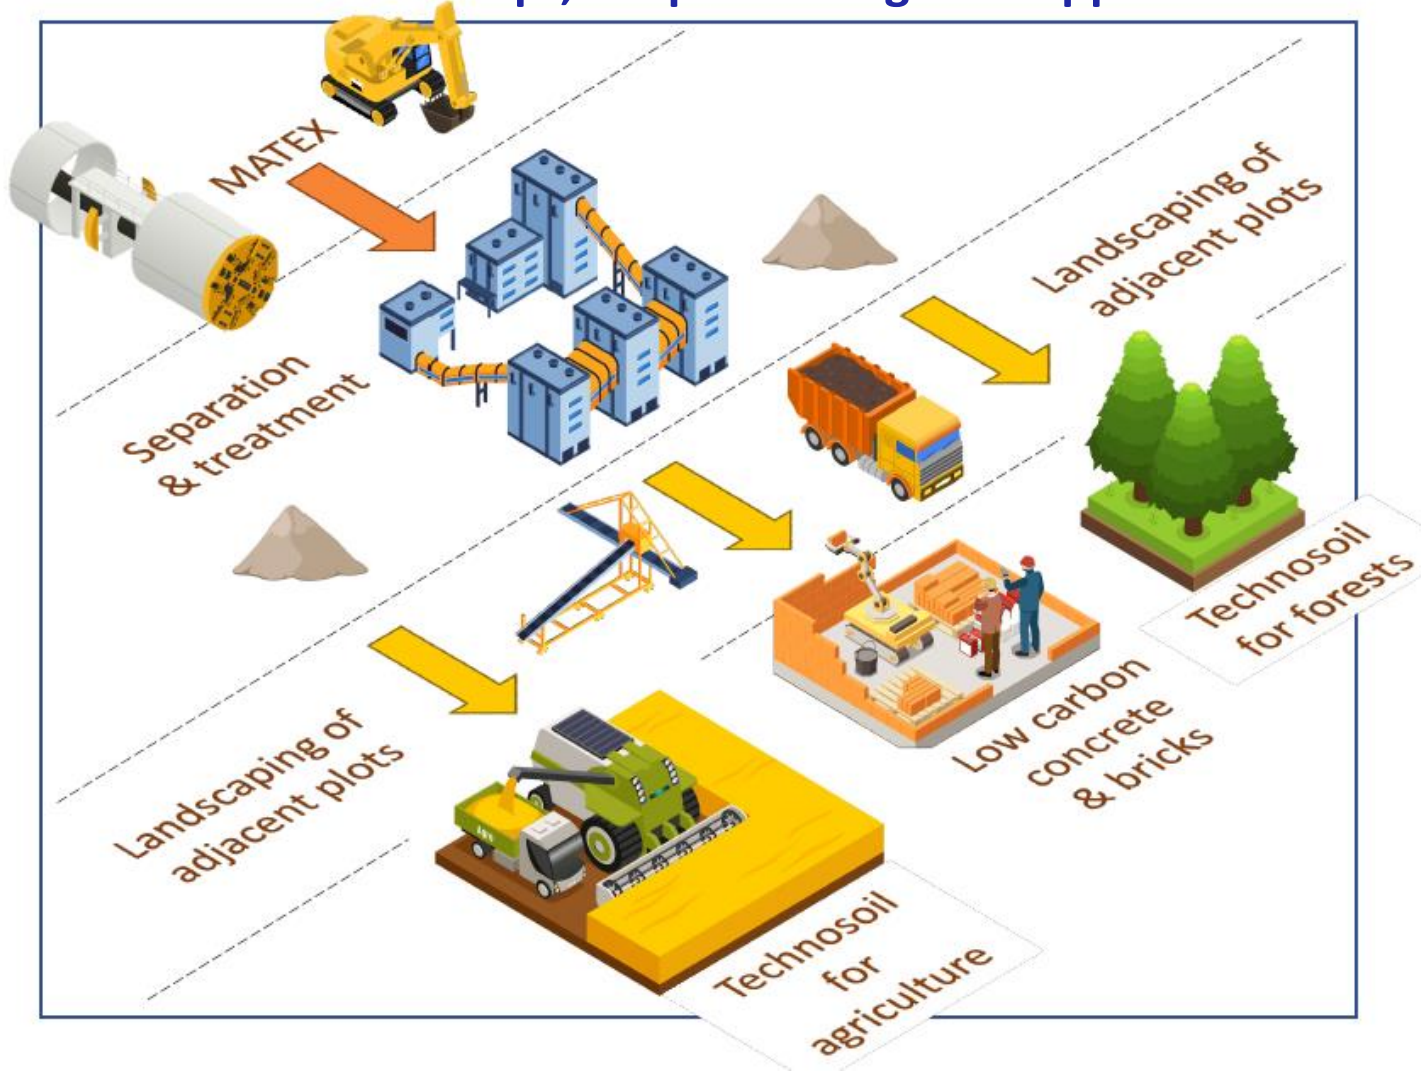 MATEX
Separation
& treatment
Landscaping of
adjacent plots
Landscaping of
adjacent plots
Technosoil
for forests
Low carbon
concrete
& bricks
Technosoil
for
agriculture